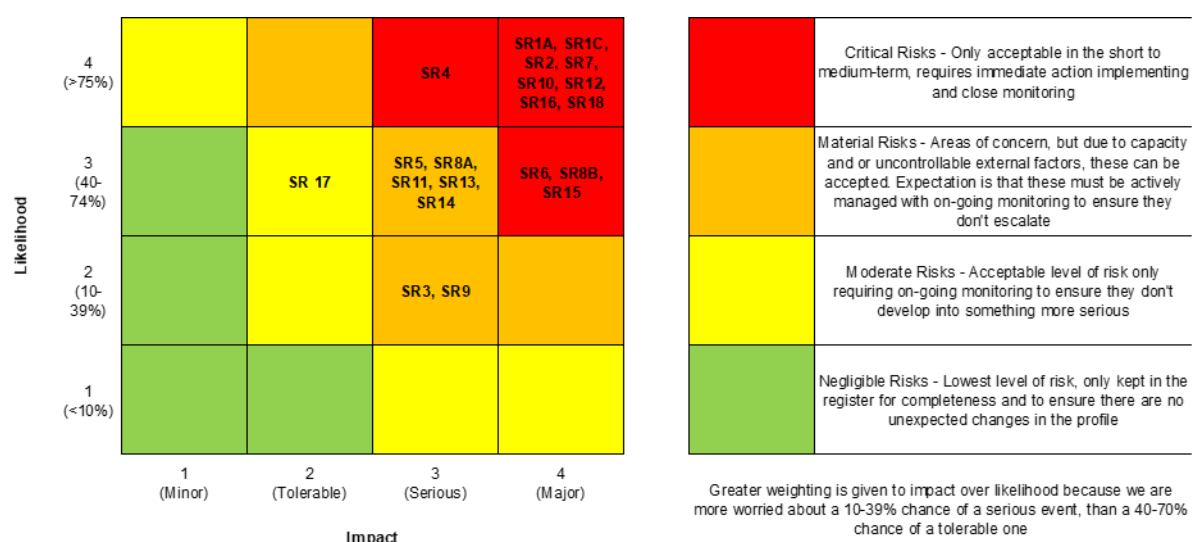 Likelihood
4
(>75%)
SR4
SR1A, SR1C,
SR2, SR7,
SR10, SR12,
SR16, SR18
3
(40-
74%)
SR 17
SR5, SR8A,
SR11, SR13,
SR14
SR6, SR8B,
SR15
2
(10-
39%)
SR3, SR9
1
(<10%)
1
(Minor)
2
(Tolerable)
3
(Serious)
4
(Major)
Impact
Critical Risks - Only acceptable in the short to
medium-term, requires immediate action implementing
and close monitoring
Material Risks - Areas of concern, but due to capacity
and or uncontrollable external factors, these can be
accepted. Expectation is that these must be actively
managed with on-going monitoring to ensure they
don't escalate
Moderate Risks - Acceptable level of risk only
requiring on-going monitoring to ensure they don't
develop into something more serious
Negligible Risks - Lowest level of risk, only kept in the
register for completeness and to ensure there are no
unexpected changes in the profile
Greater weighting is given to impact over likelihood because we are
more worried about a 10-39% chance of a serious event, than a 40-70%
chance of a tolerable one